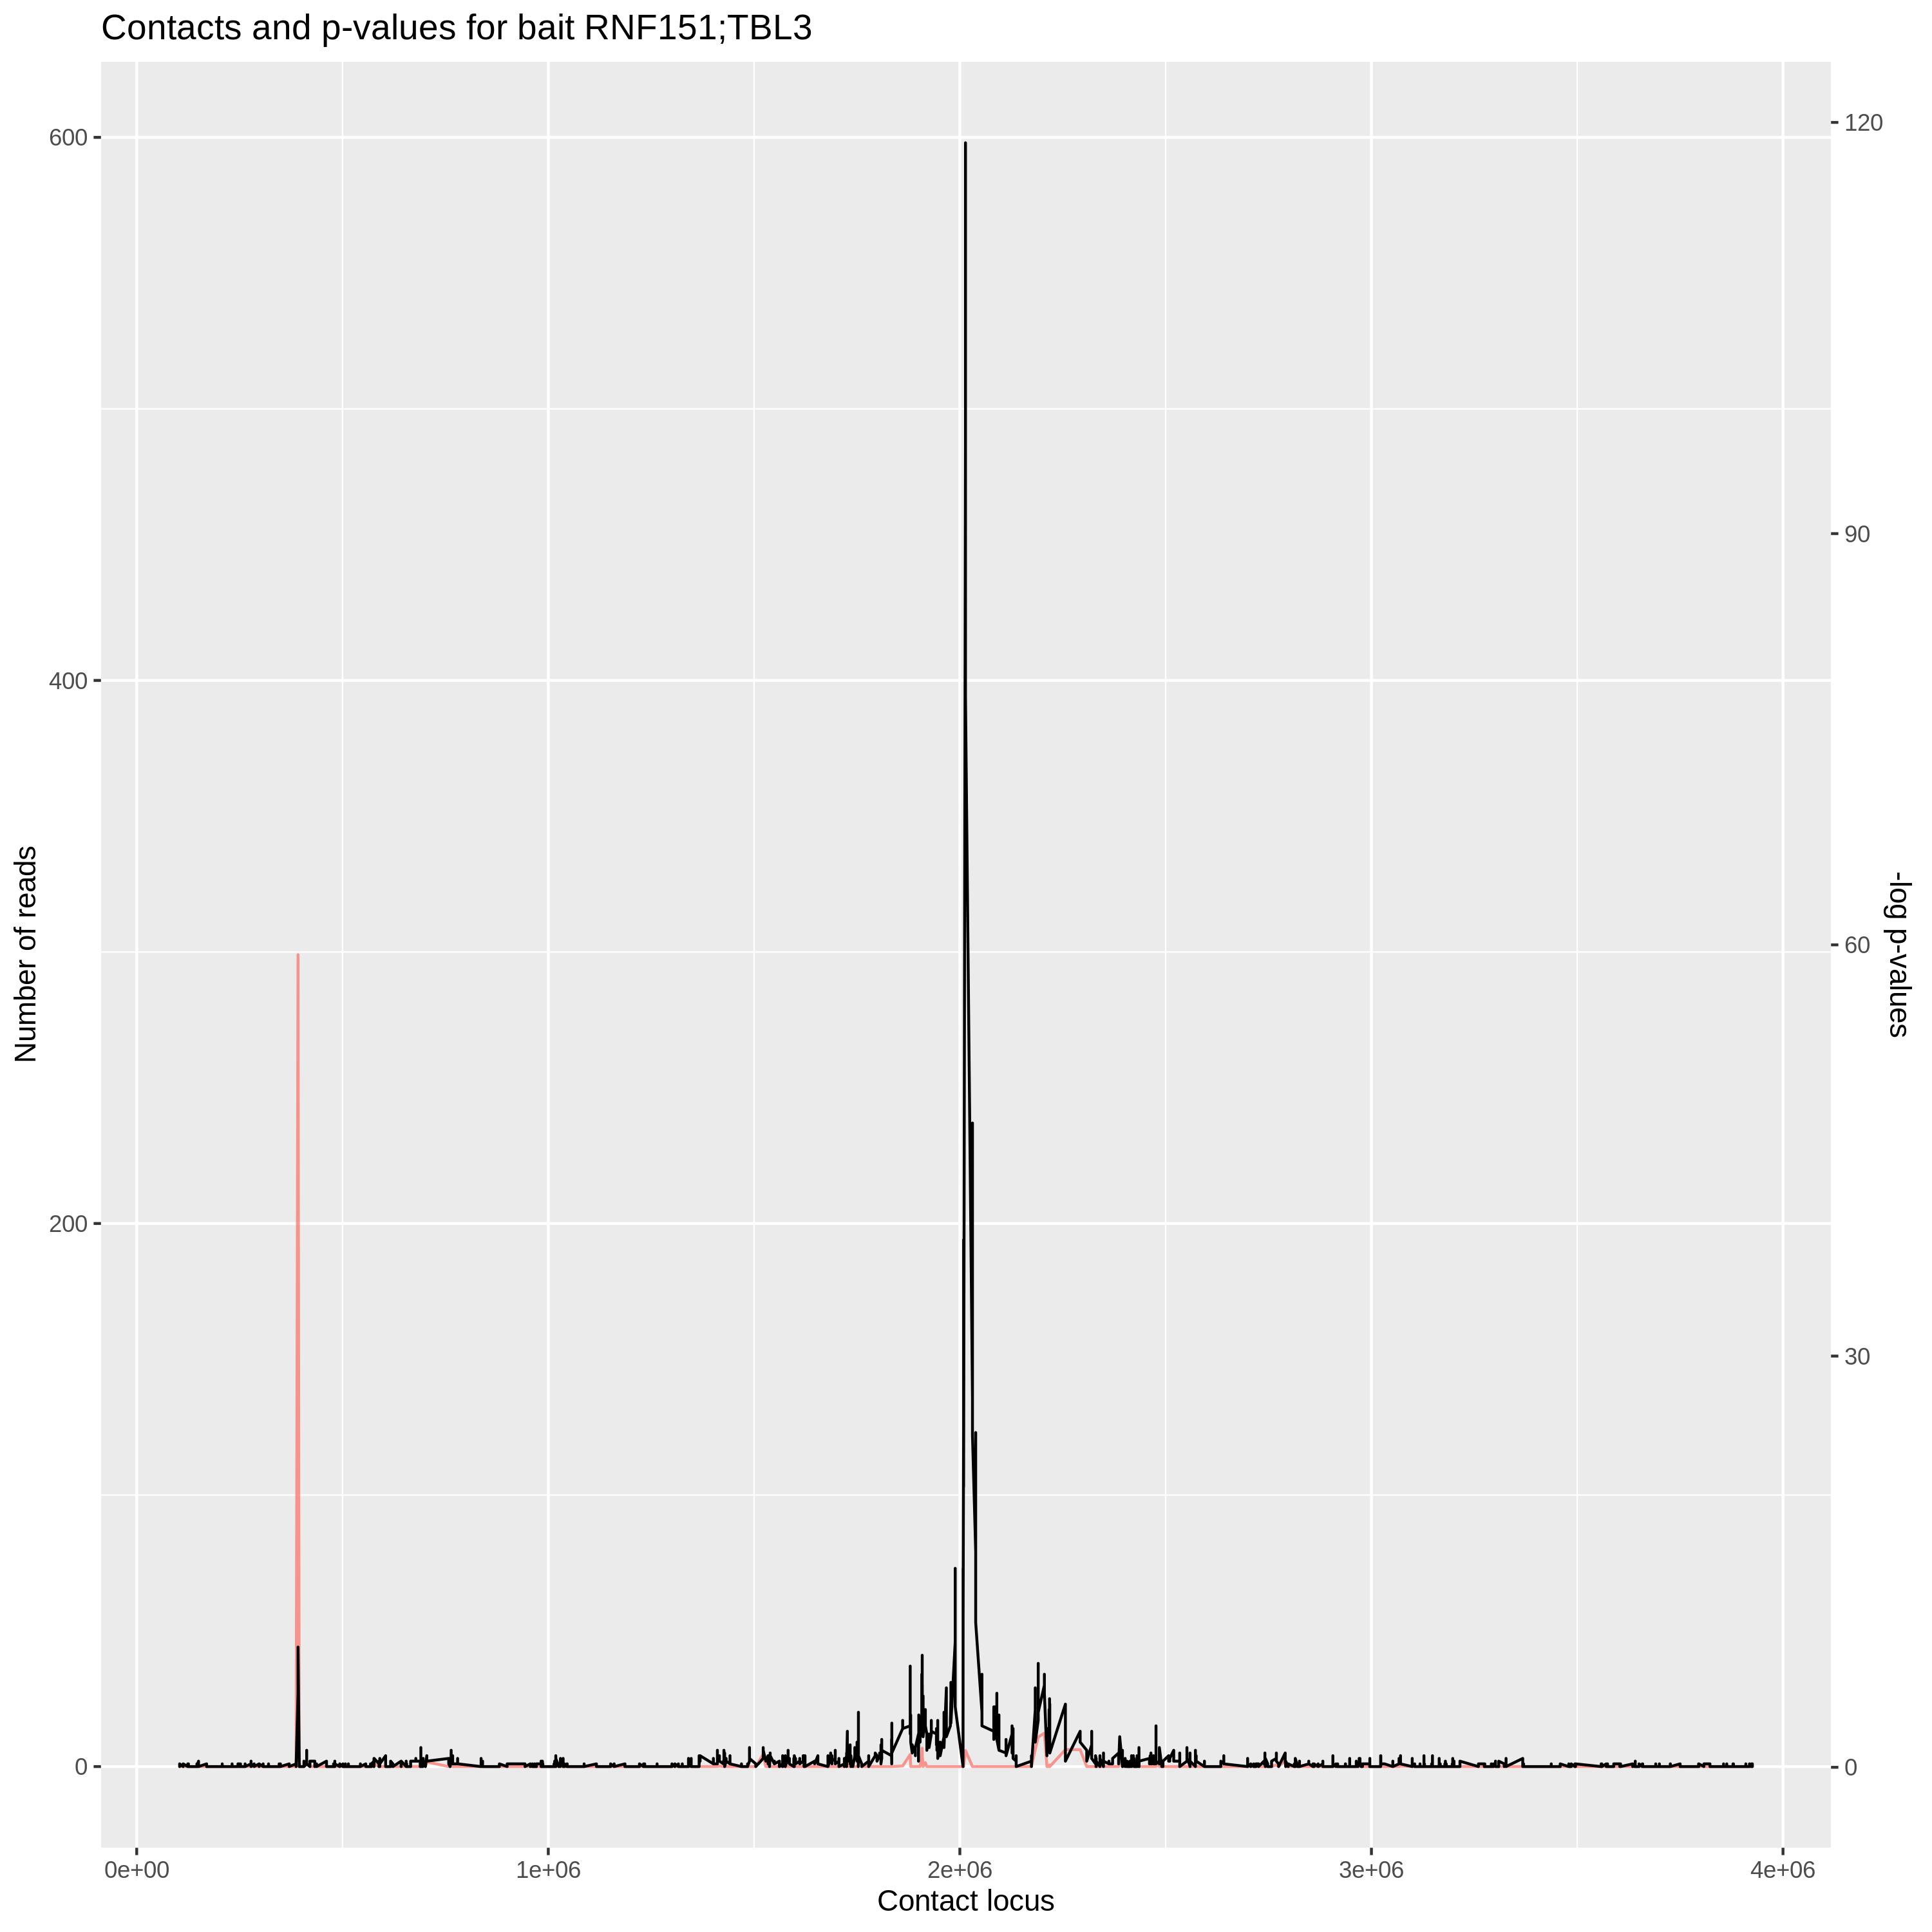 Contacts and p-values for bait RNF151;TBL3
600
400
200
0
Number of reads
120
90
60
30
0
-log p-values
0e+00
1e+06
2e+06
3e+06
4e+06
Contact locus